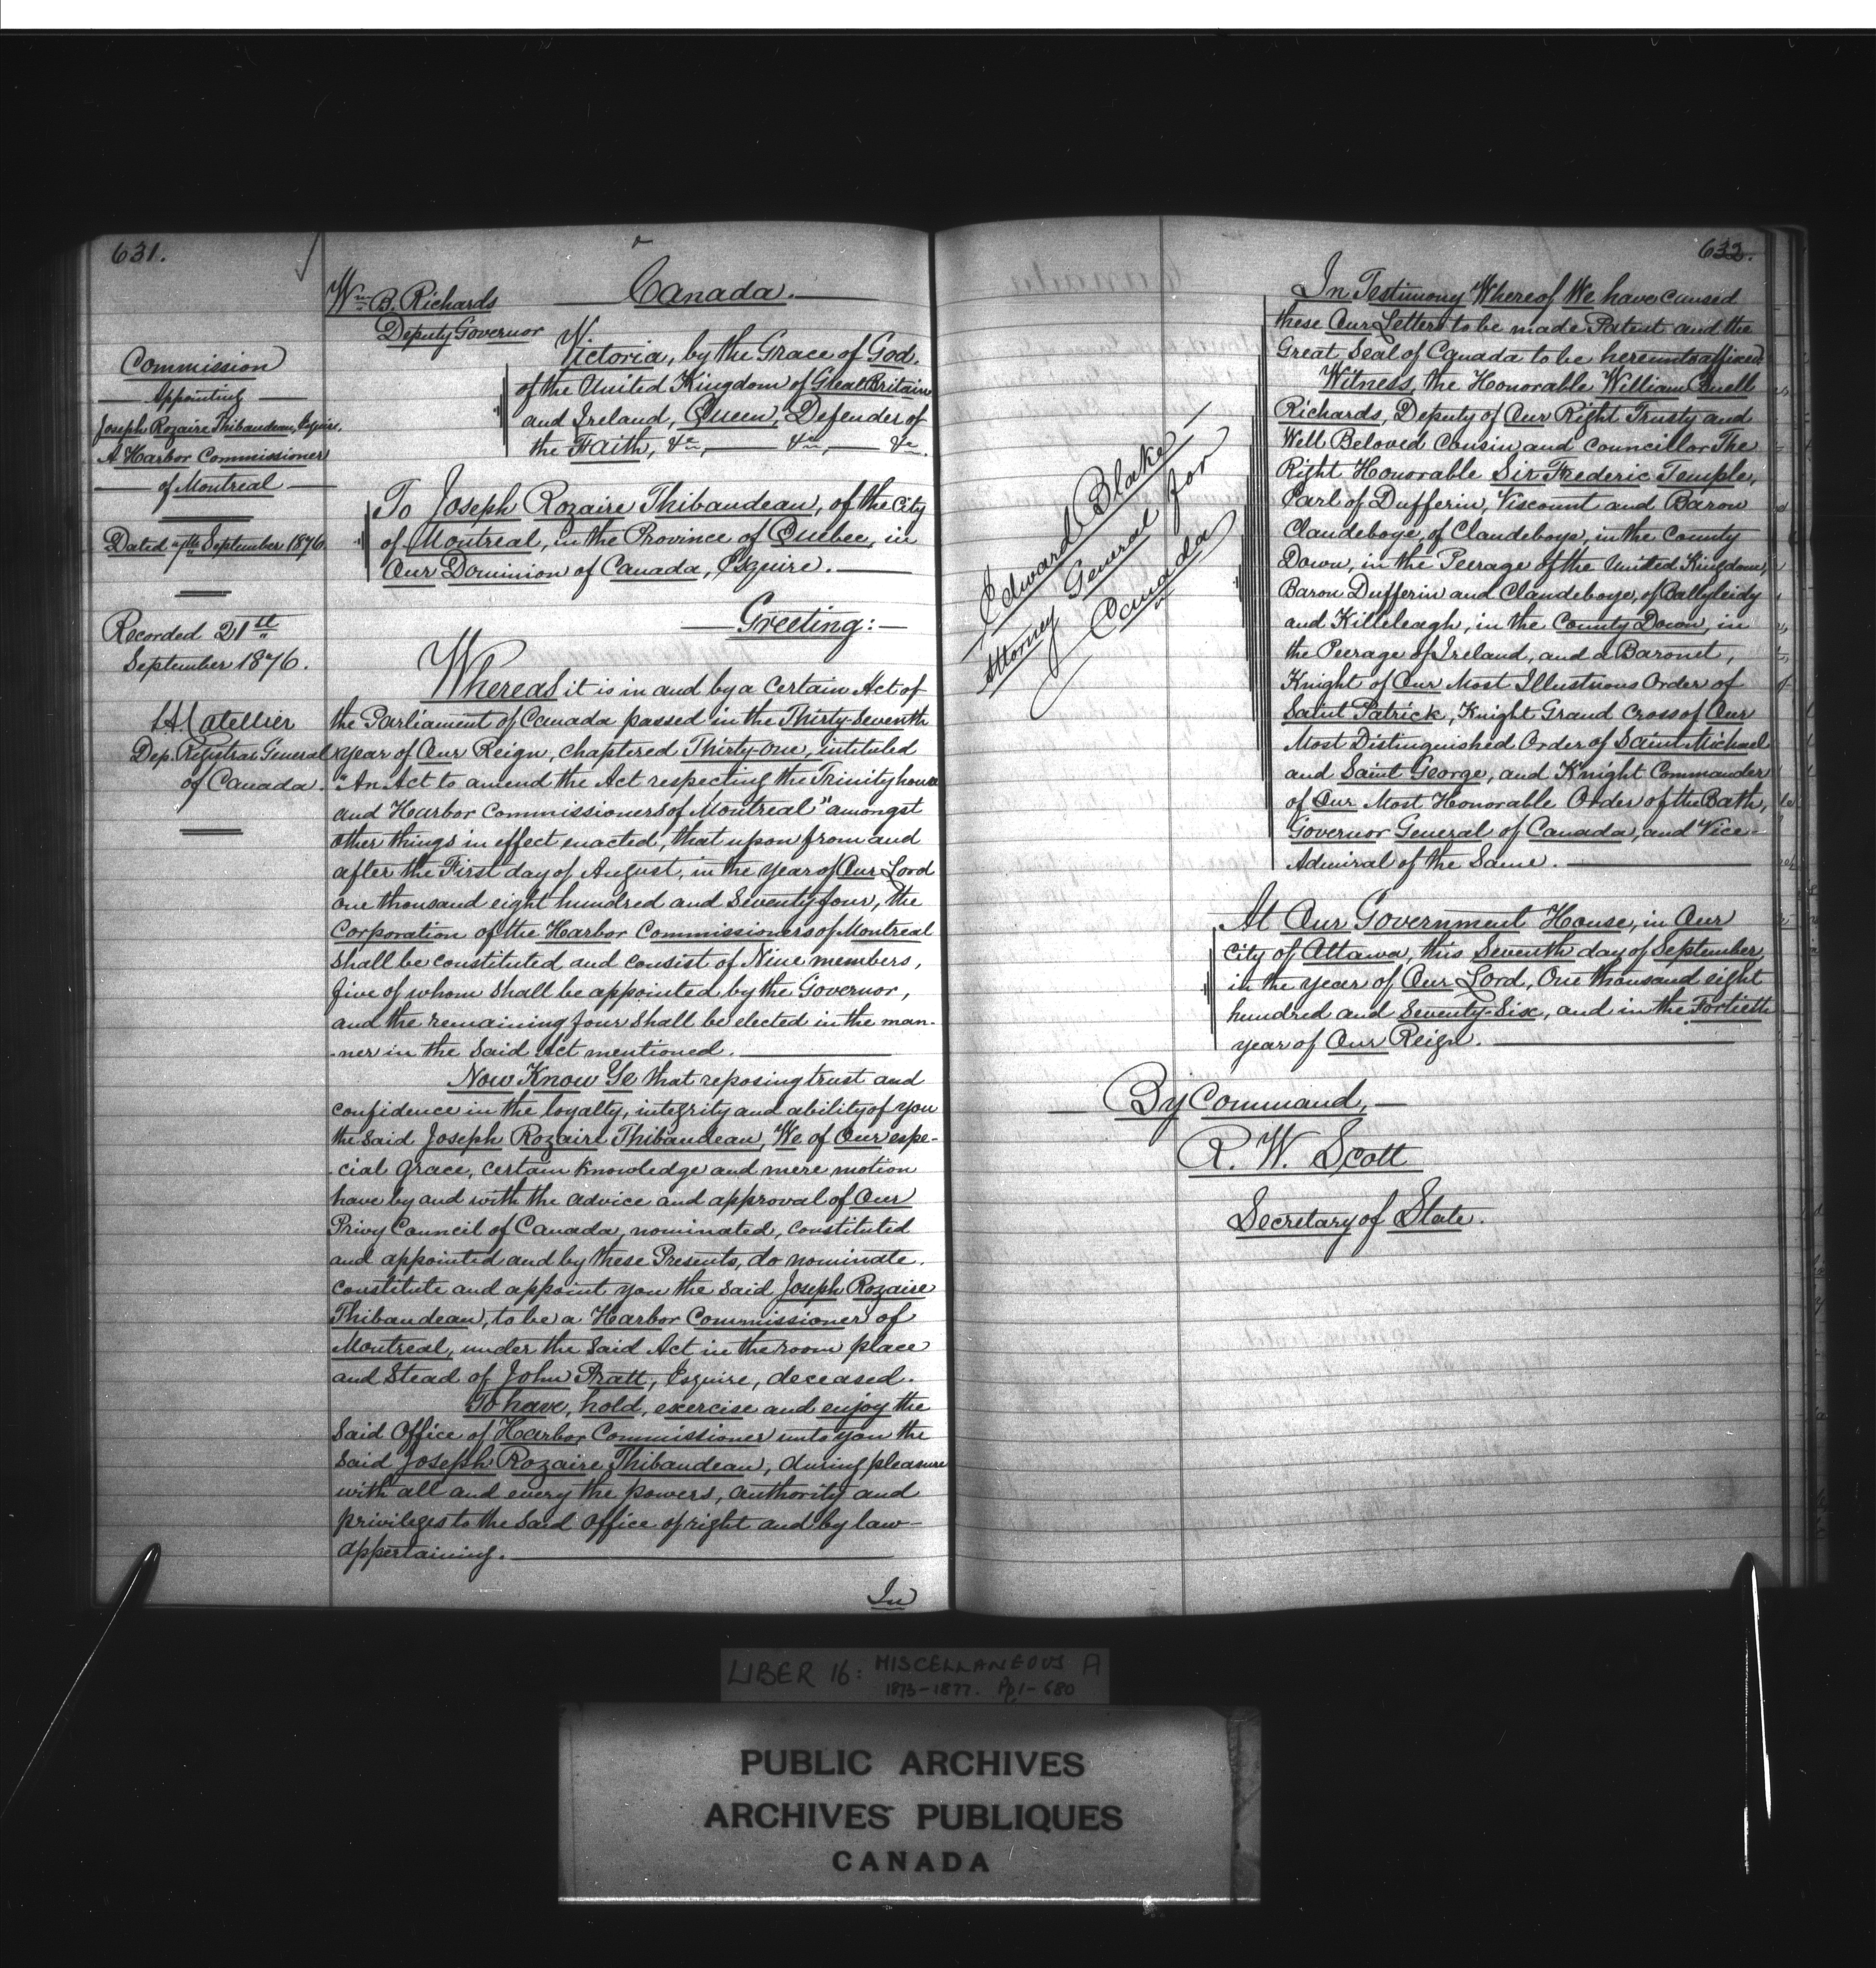 631.
Commission
Appointing
Joseph Rozaire Thibaudeau, Esquire,
A Harbor Commissioner
of Montreal
Dated 7th September 1876.
Recorded 21st
September 1876.
Dep. Registrar General
of Canada.
Wm B. Richards
Deputy Governor
Canada.
Victoria, by the Grace of God,
of the United Kingdom of Great Britain
and Ireland, Queen, Defender of
the Faith, &c, &c, &c.
To Joseph Rozaire Thibaudeau, of the City
of Montreal, in the Province of Quebec, in
Our Dominion of Canada, Esquire.
Greeting:
Whereas it is in and by a Certain Act of
the Parliament of Canada passed in the Thirty-Seventh
year of Our Reign, Chaptered Thirty-One, intituled
"An Act to amend the Act respecting the Trinity house
and Harbor Commissioners of Montreal" amongst
other things in effect enacted, that upon from and
after the First day of August, in the year of Our Lord
one thousand eight hundred and Seventy four, the
Corporation of the Harbor Commissioners of Montreal
shall be constituted and consist of Nine members,
five of whom shall be appointed by the Governor,
and the remaining four shall be elected in the man-
-ner in the Said Act mentioned.
Now Know Ye that reposing trust and
confidence in the loyalty, integrity and ability of you
the said Joseph Rozaire Thibaudeau, We of Our espe-
-cial grace, certain knowledge and mere motion
have by and with the advice and approval of Our
Privy Council of Canada, nominated, constituted
and appointed and by these Presents, do nominate,
constitute and appoint you the said Joseph Rozaire
Thibaudeau, to be a Harbor Commissioner of
Montreal, under the Said Act in the room place
and Stead of John Pratt, Esquire, deceased.
To have, hold, exercise and enjoy the
Said Office of Harbor Commissioner unto you the
Said Joseph Rozaire Thibaudeau, during pleasure
with all and every the powers, authority and
privileges to the Said Office of right and by law
appertaining.
In
632.
In Testimony Whereof We have caused
these Our Letters to be made Patent and the
Great Seal of Canada to be hereunto affixed
Witness, the Honorable William Buell
Richards, Deputy of Our Right Trusty and
Well Beloved Cousin and Councillor The
Right Honorable Sir Frederic Temple,
Earl of Dufferin, Viscount and Baron
Clandeboye, of Clandeboye, in the County
Down, in the Peerage of the United Kingdom,
Baron Dufferin and Clandeboye, of Ballyleidy
and Killeleagh, in the County Down, in
the Peerage of Ireland, and a Baronet,
Knight of Our Most Illustrious Order of
Saint Patrick, Knight Grand Cross of Our
Most Distinguished Order of Saint Michael
and Saint George, and Knight Commander
of Our Most Honorable Order of the Bath,
Governor General of Canada, and Vice-
Admiral of the Same.
Edward Blake
Attorney General for
Canada
At Our Government House, in Our
City of Ottawa, this Seventh day of September,
in the year of Our Lord, One thousand eight
hundred and Seventy-Six, and in the Fortieth
year of Our Reign.
By Command,
R. W. Scott
Secretary of State.
LIBER 16: MISCELLANEOUS A
1873-1877. Pp 1-680
PUBLIC ARCHIVES
ARCHIVES PUBLIQUES
CANADA